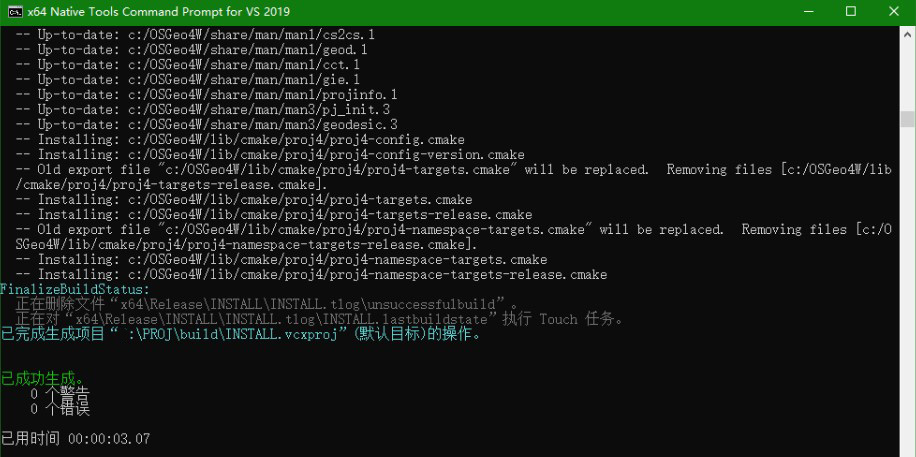 x64 Native Tools Command Prompt for VS 2019
-- Up-to-date: c:/OSGeo4W/share/man/man1/cs2cs.1
-- Up-to-date: c:/OSGeo4W/share/man/man1/geod.1
-- Up-to-date: c:/OSGeo4W/share/man/man1/cct.1
-- Up-to-date: c:/OSGeo4W/share/man/man1/gie.1
-- Up-to-date: c:/OSGeo4W/share/man/man1/projinfo.1
-- Up-to-date: c:/OSGeo4W/share/man/man3/pj_init.3
-- Up-to-date: c:/OSGeo4W/share/man/man3/geodesic.3
-- Installing: c:/OSGeo4W/lib/cmake/proj4/proj4-config.cmake
-- Installing: c:/OSGeo4W/lib/cmake/proj4/proj4-config-version.cmake
-- Old export file "c:/OSGeo4W/lib/cmake/proj4/proj4-targets.cmake" will be replaced.  Removing files [c:/OSGeo4W/lib
/cmake/proj4/proj4-targets-release.cmake].
-- Installing: c:/OSGeo4W/lib/cmake/proj4/proj4-targets.cmake
-- Installing: c:/OSGeo4W/lib/cmake/proj4/proj4-targets-release.cmake
-- Old export file "c:/OSGeo4W/lib/cmake/proj4/proj4-namespace-targets.cmake" will be replaced.  Removing files [c:/O
SGeo4W/lib/cmake/proj4/proj4-namespace-targets-release.cmake].
-- Installing: c:/OSGeo4W/lib/cmake/proj4/proj4-namespace-targets.cmake
-- Installing: c:/OSGeo4W/lib/cmake/proj4/proj4-namespace-targets-release.cmake
FinalizeBuildStatus:
正在删除文件“x64\Release\INSTALL\INSTALL.tlog\unsuccessfulbuild”。
正在对“x64\Release\INSTALL\INSTALL.tlog\INSTALL.lastbuildstate”执行 Touch 任务。
已完成生成项目“ :\PROJ\build\INSTALL.vcxproj”(默认目标)的操作。
已成功生成。
0 个警告
0 个错误
已用时间 00:00:03.07